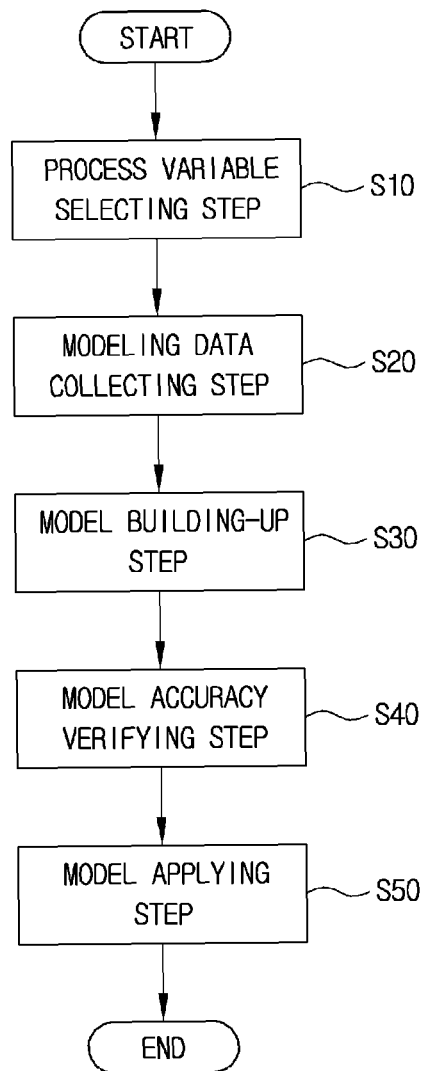 START
PROCESS VARIABLE
SELECTING STEP
S10
MODELING DATA
COLLECTING STEP
S20
MODEL BUILDING-UP
STEP
S30
MODEL ACCURACY
VERIFYING STEP
S40
MODEL APPLYING
STEP
S50
END